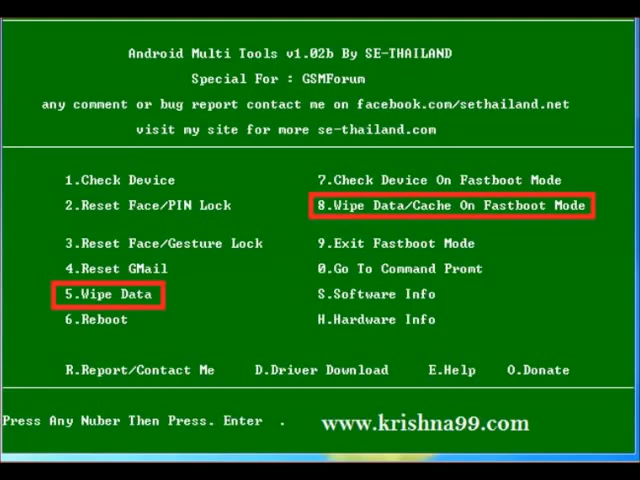 Android Multi Tools v1.02b By SE-THAILAND
Special For : GSMForum
any comment or bug report contact me on facebook.com/sethailand.net
visit my site for more se-thailand.com
1.Check Device 7.Check Device On Fastboot Mode
2.Reset Face/PIN Lock 8.Wipe Data/Cache On Fastboot Mode
3.Reset Face/Gesture Lock 9.Exit Fastboot Mode
4.Reset GMail 0.Go To Command Promt
5.Wipe Data S.Software Info
6.Reboot H.Hardware Info
R.Report/Contact Me D.Driver Download E.Help O.Donate
Press Any Nuber Then Press. Enter . www.krishna99.com